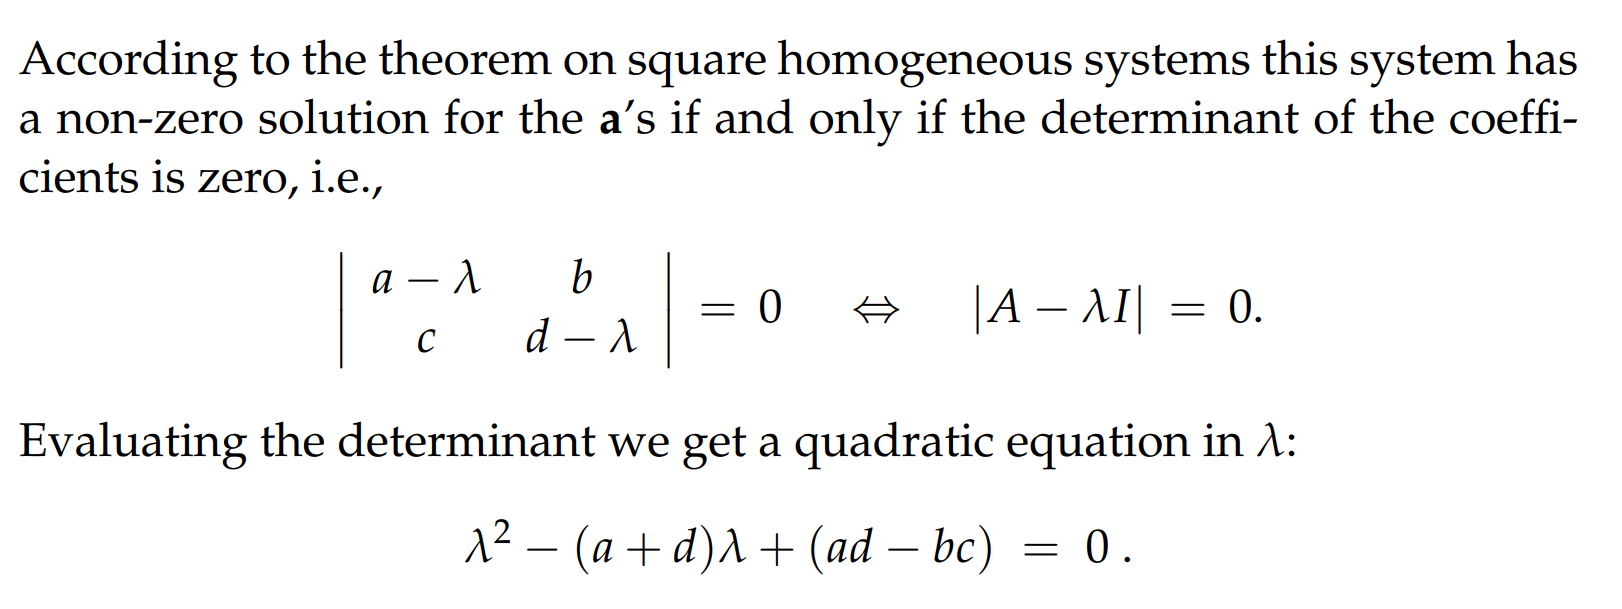 According to the theorem on square homogeneous systems this system has
a non-zero solution for the a's if and only if the determinant of the coeffi-
cients is zero, i.e.,
| a − λ b |
| c d − λ | = 0 ⇔ |A − λI| = 0.
Evaluating the determinant we get a quadratic equation in λ:
λ² − (a + d)λ + (ad − bc) = 0 .